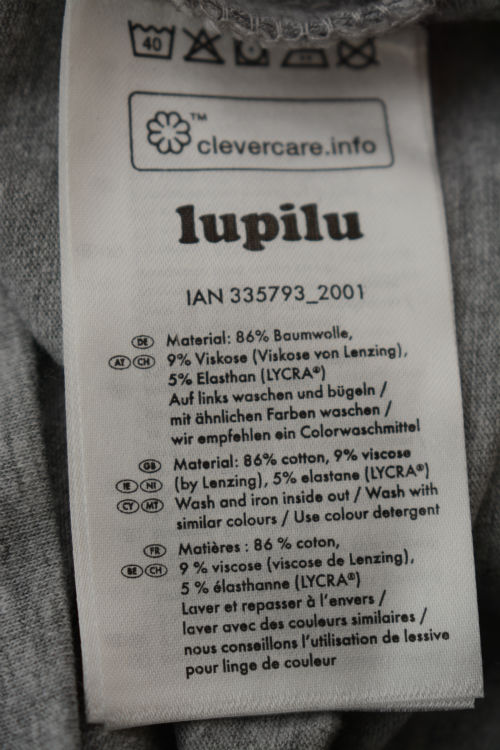 40
™
clevercare.info
lupilu
IAN 335793_2001
DE Material: 86% Baumwolle,
AT CH 9% Viskose (Viskose von Lenzing),
5% Elasthan (LYCRA®)
Auf links waschen und bügeln /
mit ähnlichen Farben waschen /
wir empfehlen ein Colorwaschmittel
GB Material: 86% cotton, 9% viscose
IE NI (by Lenzing), 5% elastane (LYCRA®)
CY MT Wash and iron inside out / Wash with
similar colours / Use colour detergent
FR Matières : 86 % coton,
BE CH 9 % viscose (viscose de Lenzing),
5 % élasthanne (LYCRA®)
Laver et repasser à l'envers /
laver avec des couleurs similaires /
nous conseillons l'utilisation de lessive
pour linge de couleur